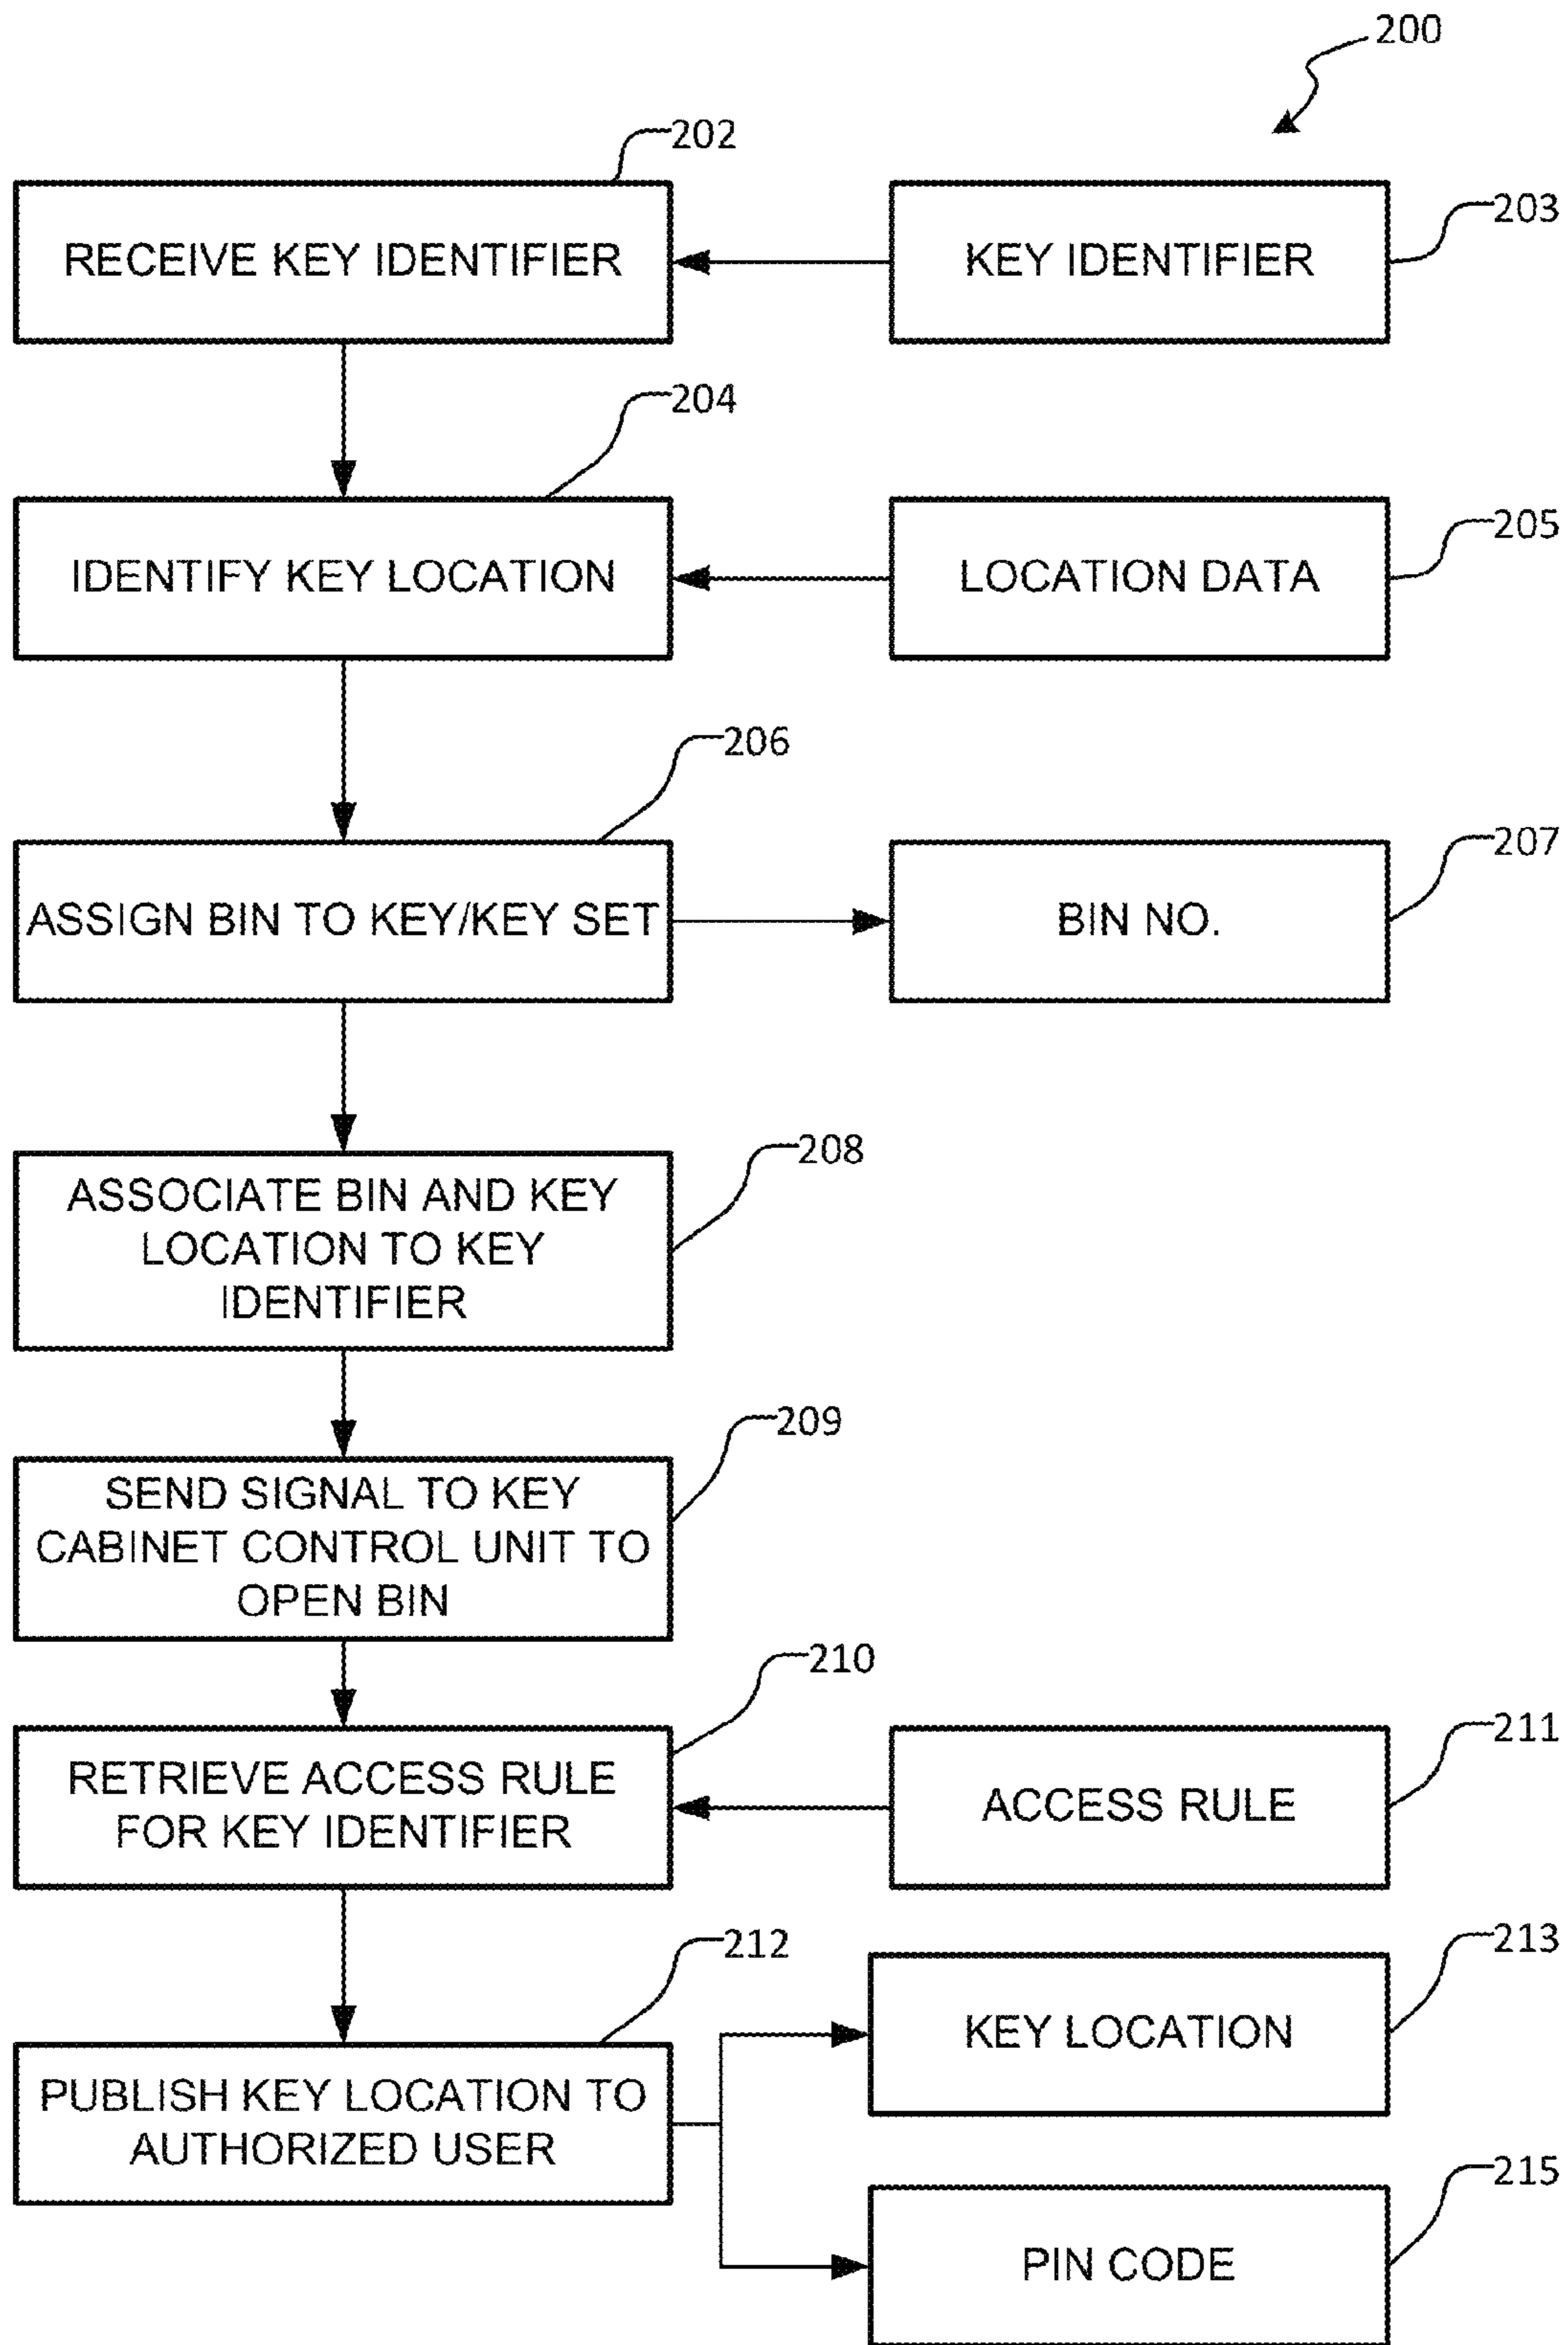 200
202
RECEIVE KEY IDENTIFIER
KEY IDENTIFIER
203
204
IDENTIFY KEY LOCATION
LOCATION DATA
205
206
ASSIGN BIN TO KEY/KEY SET
BIN NO.
207
208
ASSOCIATE BIN AND KEY
LOCATION TO KEY
IDENTIFIER
209
SEND SIGNAL TO KEY
CABINET CONTROL UNIT TO
OPEN BIN
210
RETRIEVE ACCESS RULE
FOR KEY IDENTIFIER
ACCESS RULE
211
212
PUBLISH KEY LOCATION TO
AUTHORIZED USER
KEY LOCATION
213
PIN CODE
215